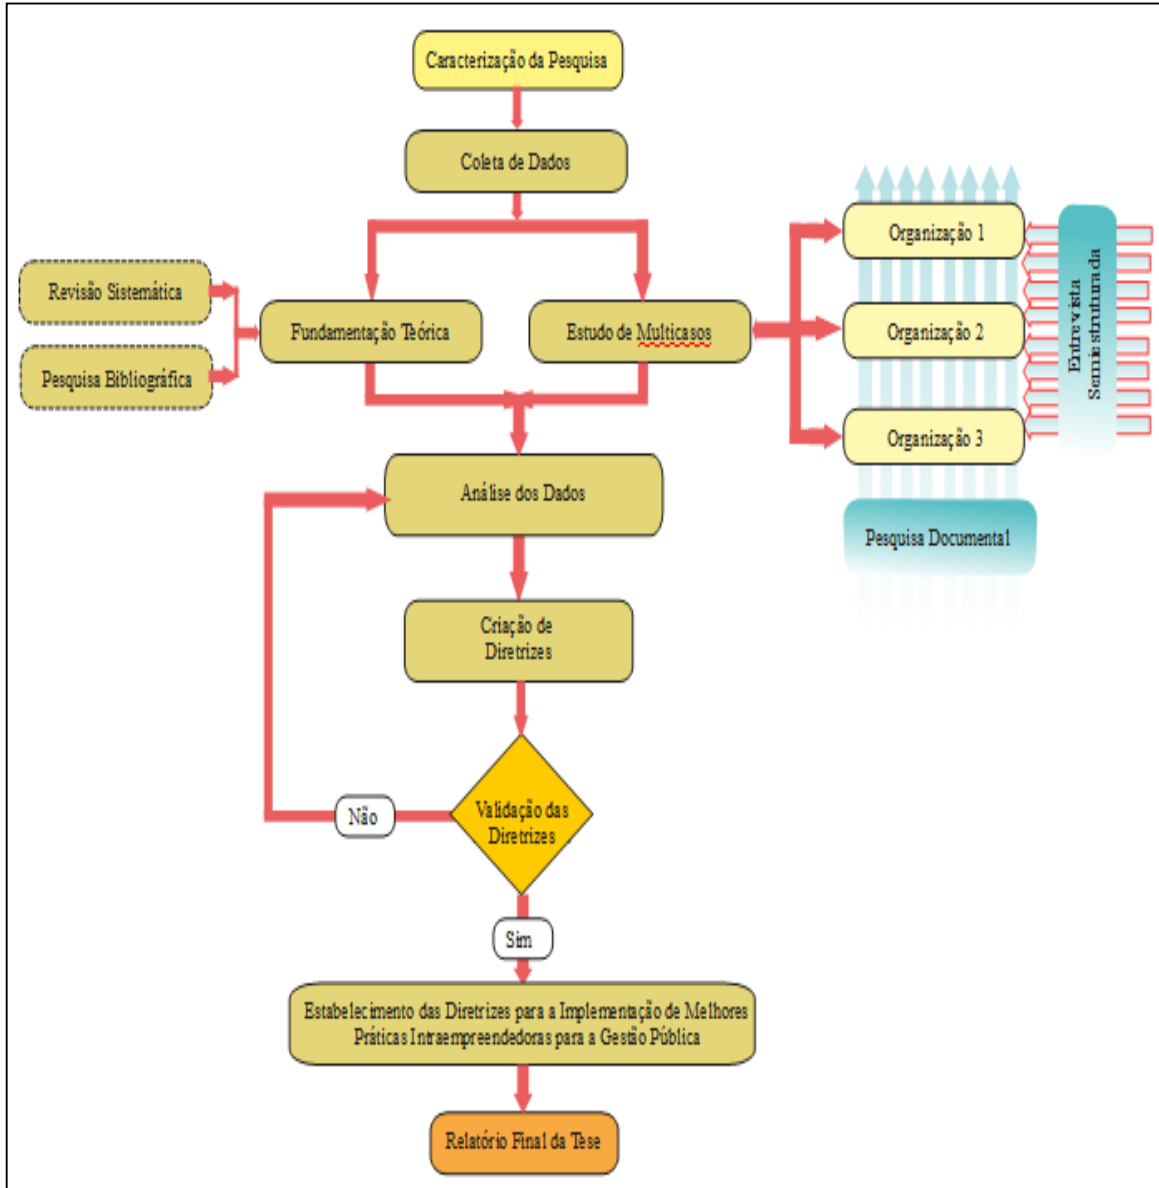 Caracterização da Pesquisa
Coleta de Dados
Revisão Sistemática
Pesquisa Bibliográfica
Fundamentação Teórica
Estudo de Multicasos
Organização 1
Organização 2
Organização 3
Entrevista
Semiestruturada
Pesquisa Documental
Análise dos Dados
Criação de
Diretrizes
Validação das
Diretrizes
Não
Sim
Estabelecimento das Diretrizes para a Implementação de Melhores
Práticas Intraempreendedoras para a Gestão Pública
Relatório Final da Tese